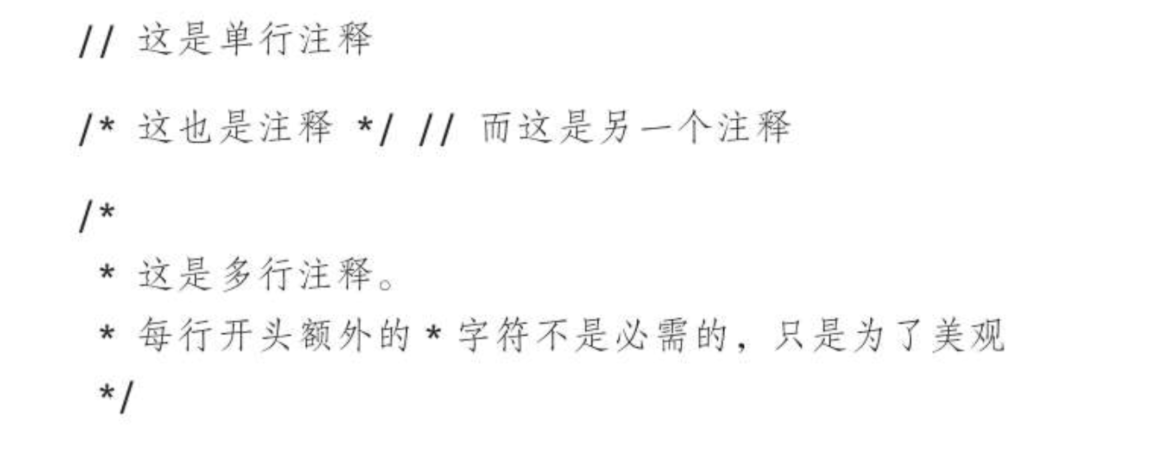 // 这是单行注释
/* 这也是注释 */ // 而这是另一个注释
/*
 * 这是多行注释。
 * 每行开头额外的 * 字符不是必需的，只是为了美观
 */